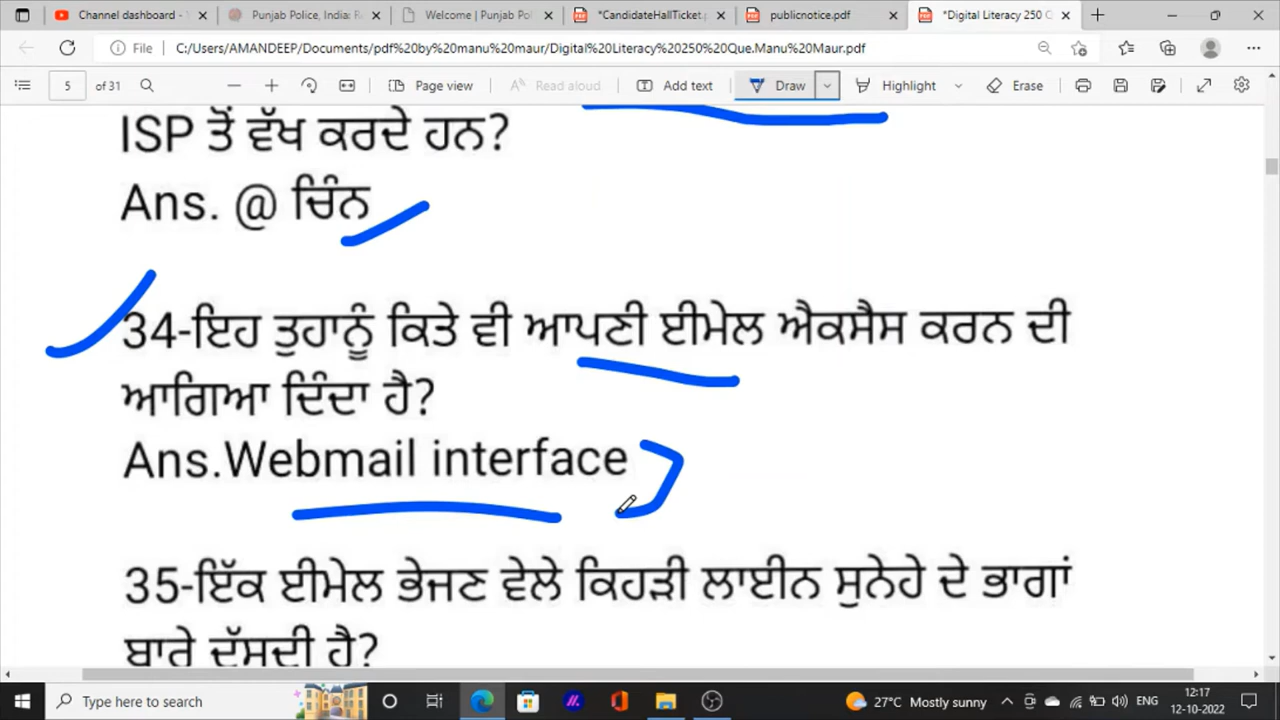 Channel dashboard -
Punjab Police, India: R
Welcome | Punjab Po
*CandidateHallTicket.p
publicnotice.pdf
*Digital Literacy 250 Q
File
C:/Users/AMANDEEP/Documents/pdf%20by%20manu%20maur/Digital%20Literacy%20250%20Que.Manu%20Maur.pdf
5 of 31
Page view
Read aloud
Add text
Draw
Highlight
Erase
ISP ਤੋਂ ਵੱਖ ਕਰਦੇ ਹਨ?
Ans. @ ਚਿੰਨ
34-ਇਹ ਤੁਹਾਨੂੰ ਕਿਤੇ ਵੀ ਆਪਣੀ ਈਮੇਲ ਐਕਸੈਸ ਕਰਨ ਦੀ
ਆਗਿਆ ਦਿੰਦਾ ਹੈ?
Ans.Webmail interface
35-ਇੱਕ ਈਮੇਲ ਭੇਜਣ ਵੇਲੇ ਕਿਹੜੀ ਲਾਈਨ ਸੁਨੇਹੇ ਦੇ ਭਾਗਾਂ
ਬਾਰੇ ਦੱਸਦੀ ਹੈ?
Type here to search
27°C Mostly sunny
ENG
12:17
12-10-2022